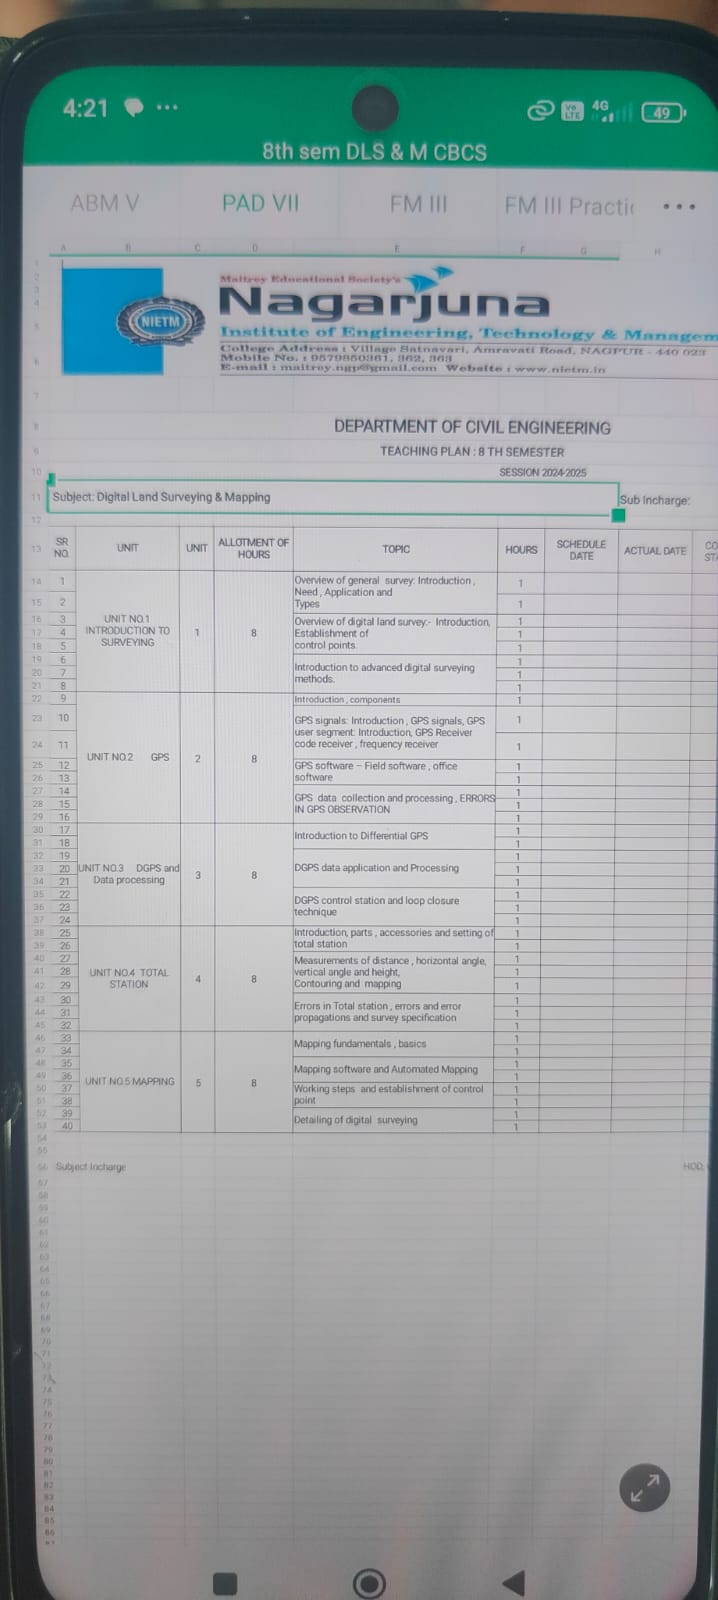 4:21 ...
Vo LTE 4G 49
8th sem DLS & M CBCS
ABM V PAD VII FM III FM III Practic ...
A B C D E F G H
NIETM
Maitrey Educational Society's
Nagarjuna
Institute of Engineering, Technology & Managem
College Address : Village Satnavari, Amravati Road, NAGPUR - 440 023
Mobile No. : 9579850361, 362, 363
E-mail : maitrey.ngp@gmail.com Website : www.nietm.in
DEPARTMENT OF CIVIL ENGINEERING
TEACHING PLAN : 8 TH SEMESTER
SESSION 2024-2025
Subject: Digital Land Surveying & Mapping Sub Incharge:
SR NO. UNIT UNIT ALLOTMENT OF HOURS TOPIC HOURS SCHEDULE DATE ACTUAL DATE CO STA
UNIT NO.1 INTRODUCTION TO SURVEYING 1 8
1 Overview of general survey: Introduction, 1
Need , Application and
2 Types 1
3 Overview of digital land survey:- Introduction, 1
4 Establishment of 1
5 control points. 1
6 Introduction to advanced digital surveying 1
7 methods. 1
8 1
UNIT NO.2 GPS 2 8
9 Introduction , components 1
10 GPS signals: Introduction , GPS signals, GPS 1
user segment: Introduction, GPS Receiver
11 code receiver , frequency receiver 1
12 GPS software – Field software , office 1
13 software 1
14 GPS data collection and processing , ERRORS 1
15 IN GPS OBSERVATION 1
16 1
UNIT NO.3 DGPS and Data processing 3 8
17 Introduction to Differential GPS 1
18 1
19 1
20 DGPS data application and Processing 1
21 1
22 DGPS control station and loop closure 1
23 technique 1
24 1
UNIT NO.4 TOTAL STATION 4 8
25 Introduction, parts , accessories and setting of 1
26 total station 1
27 Measurements of distance , horizontal angle, 1
28 vertical angle and height, 1
29 Contouring and mapping 1
30 Errors in Total station , errors and error 1
31 propagations and survey specification 1
32 1
UNIT NO.5 MAPPING 5 8
33 Mapping fundamentals , basics 1
34 1
35 Mapping software and Automated Mapping 1
36 1
37 Working steps and establishment of control 1
38 point 1
39 Detailing of digital surveying 1
40 1
Subject Incharge HOD,